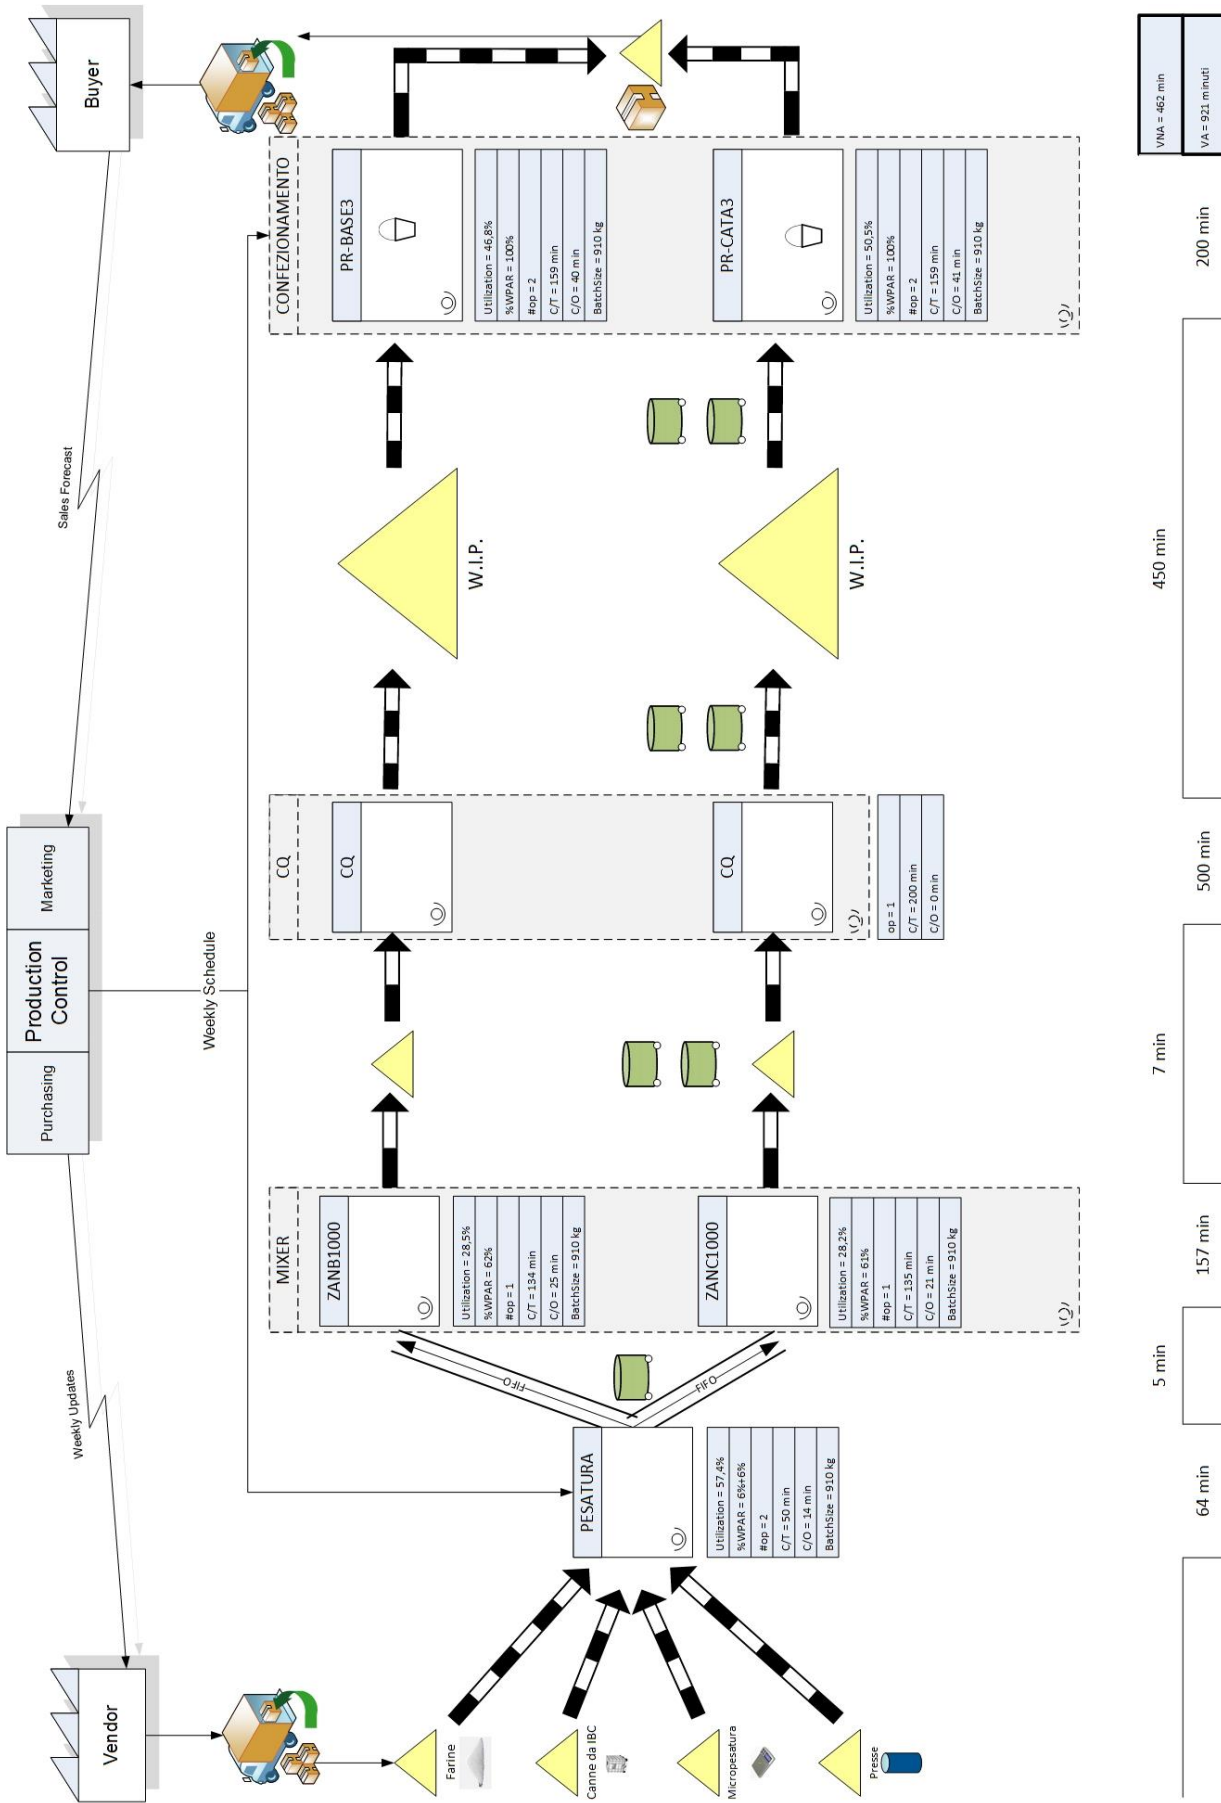 Vendor
Weekly Updates
Purchasing
Production
Control
Marketing
Sales Forecast
Buyer
Weekly Schedule
Farine
Canne da IBC
Micropesatura
Presse
PESATURA
Utilization = 57,4%
%WPAR = 6%+6%
#op = 2
C/T = 50 min
C/O = 14 min
BatchSize = 910 kg
FIFO
FIFO
MIXER
ZANB1000
Utilization = 28,5%
%WPAR = 62%
#op = 1
C/T = 134 min
C/O = 25 min
BatchSize = 910 kg
ZANC1000
Utilization = 28,2%
%WPAR = 61%
#op = 1
C/T = 135 min
C/O = 21 min
BatchSize = 910 kg
CQ
CQ
CQ
op = 1
C/T = 200 min
C/O = 0 min
W.I.P.
W.I.P.
CONFEZIONAMENTO
PR-BASE3
Utilization = 46,8%
%WPAR = 100%
#op = 2
C/T = 159 min
C/O = 40 min
BatchSize = 910 kg
PR-CATA3
Utilization = 50,5%
%WPAR = 100%
#op = 2
C/T = 159 min
C/O = 41 min
BatchSize = 910 kg
64 min
5 min
157 min
7 min
500 min
450 min
200 min
VNA = 462 min
VA = 921 minuti